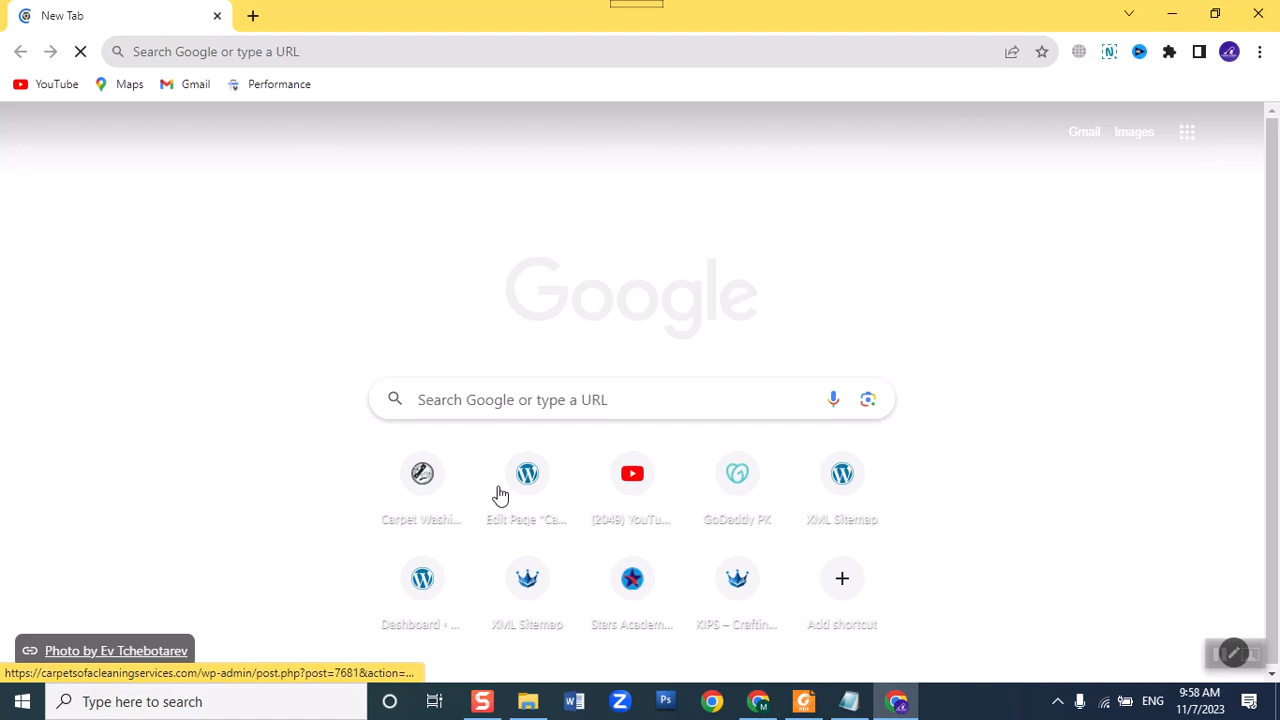 New Tab
Search Google or type a URL
YouTube
Maps
Gmail
Performance
Gmail
Images
Google
Search Google or type a URL
Carpet Washi...
Edit Page "Ca...
(2048) YouTu...
GoDaddy PK
XML Sitemap
Dashboard ‹ ...
XML Sitemap
Stars Academ...
KIPS – Craftin...
Add shortcut
Photo by Ev Tchebotarev
https://carpetsofacleaningservices.com/wp-admin/post.php?post=7681&action=...
Type here to search
ENG
9:58 AM
11/7/2023